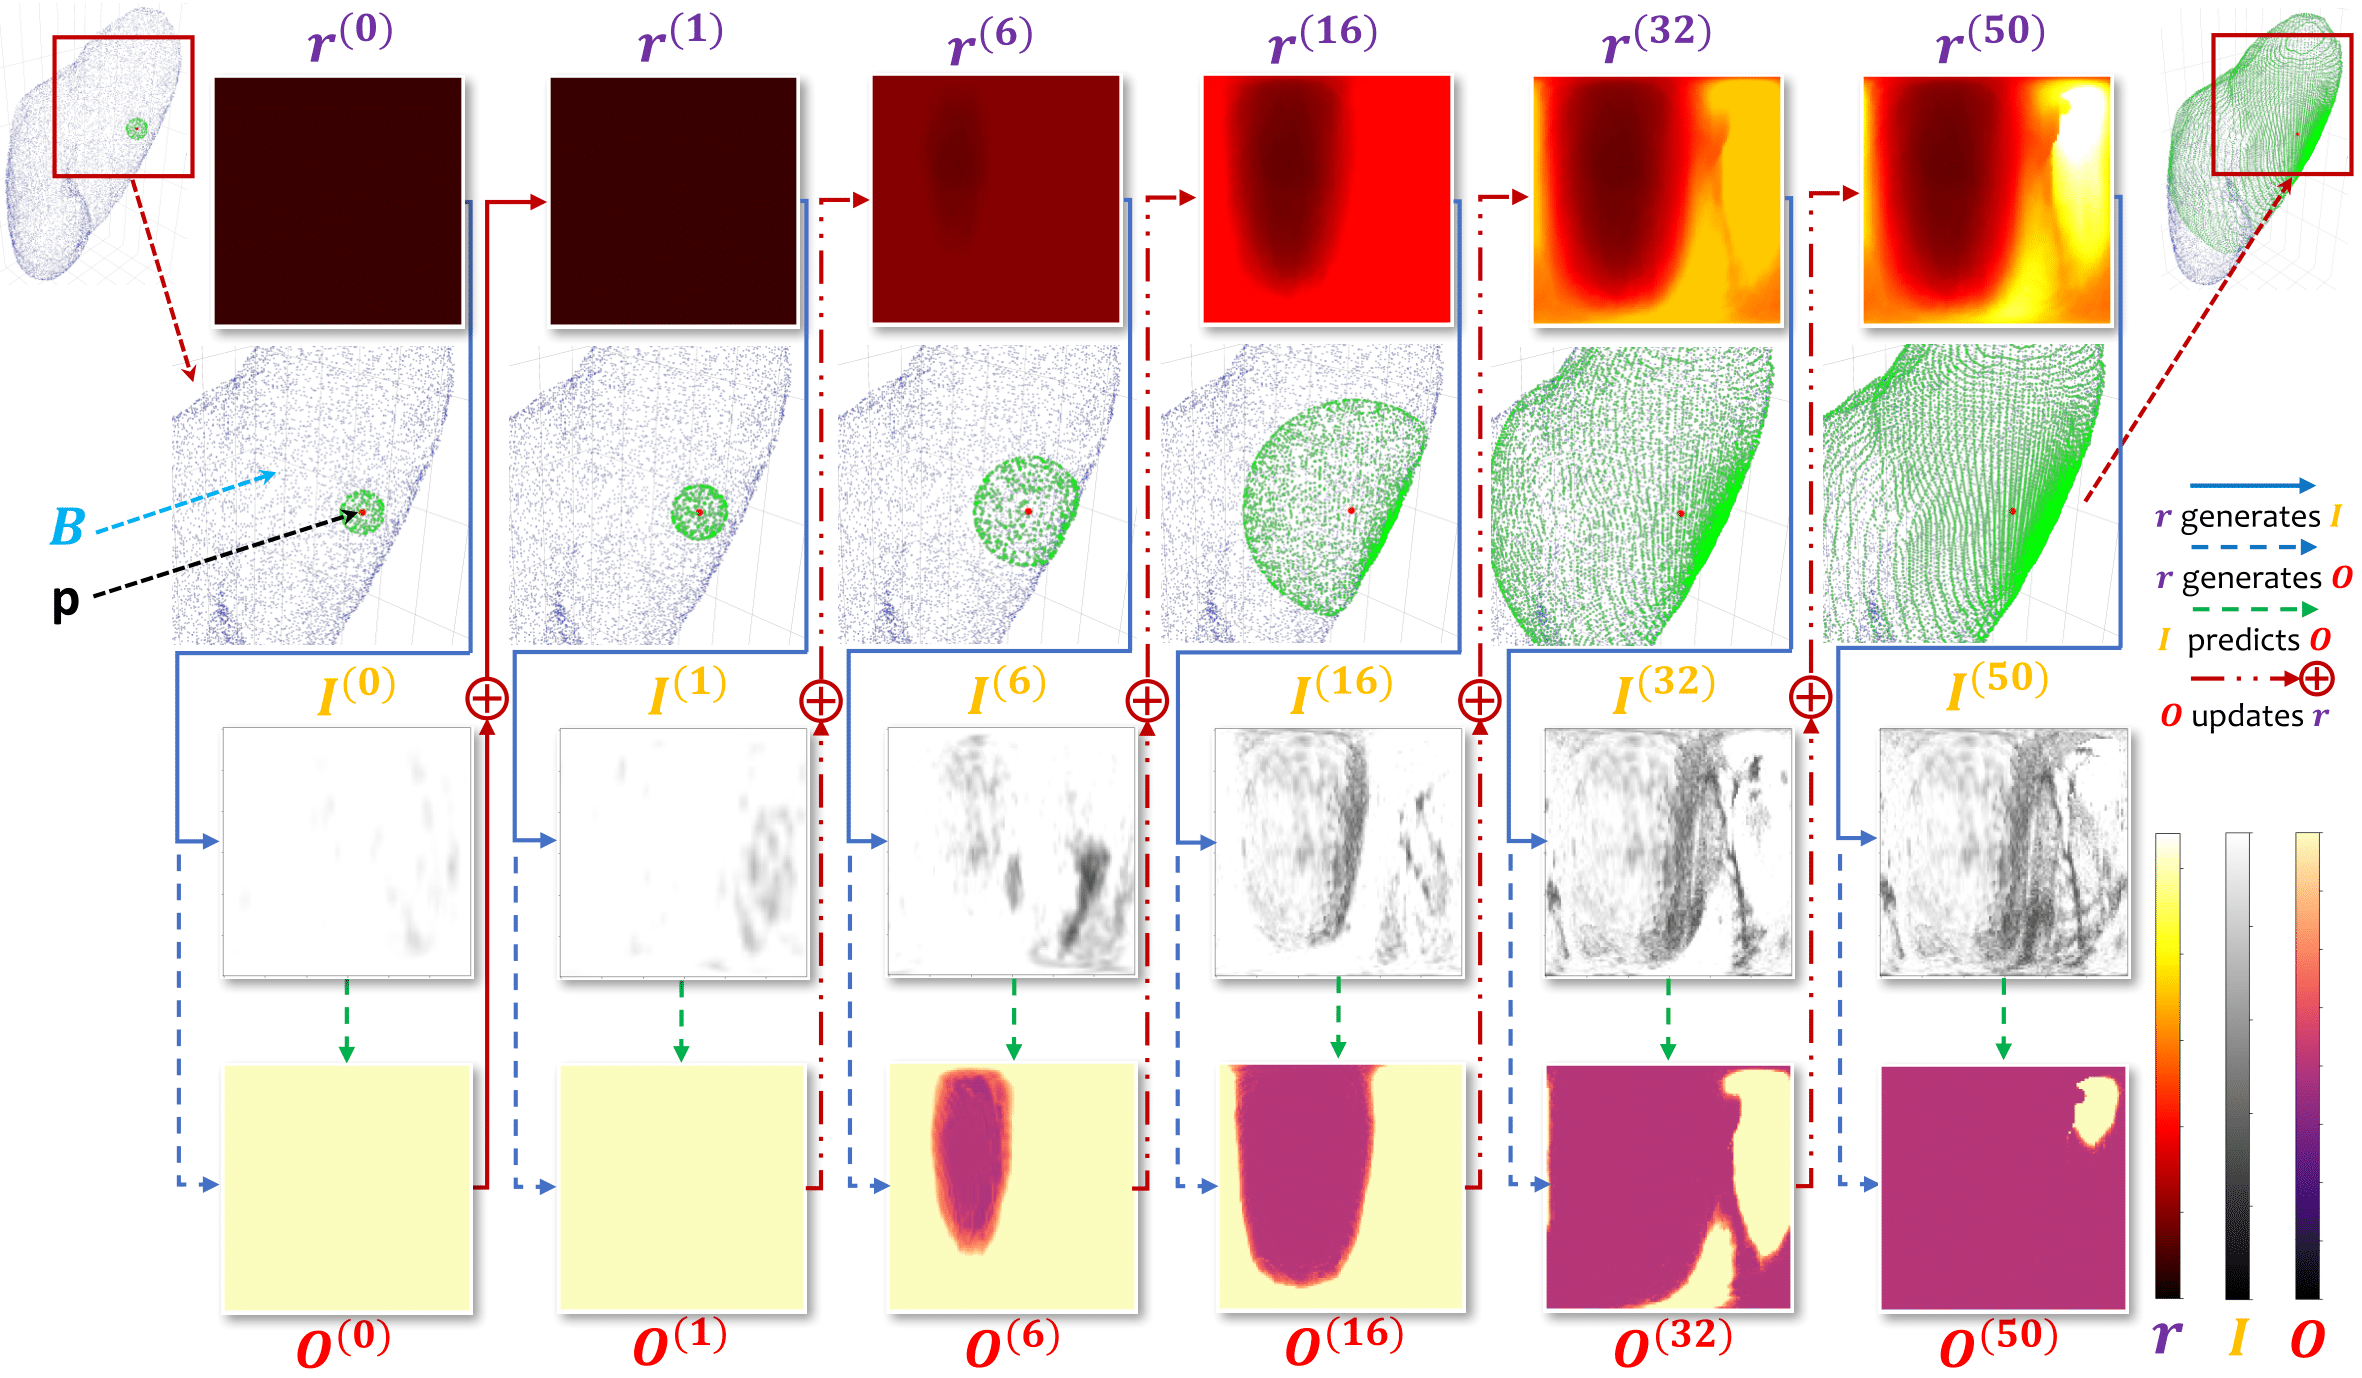 r(0) r(1) r(6) r(16) r(32) r(50)
B
p
r generates I
r generates O
I predicts O
O updates r
I(0) I(1) I(6) I(16) I(32) I(50)
O(0) O(1) O(6) O(16) O(32) O(50)
r I O